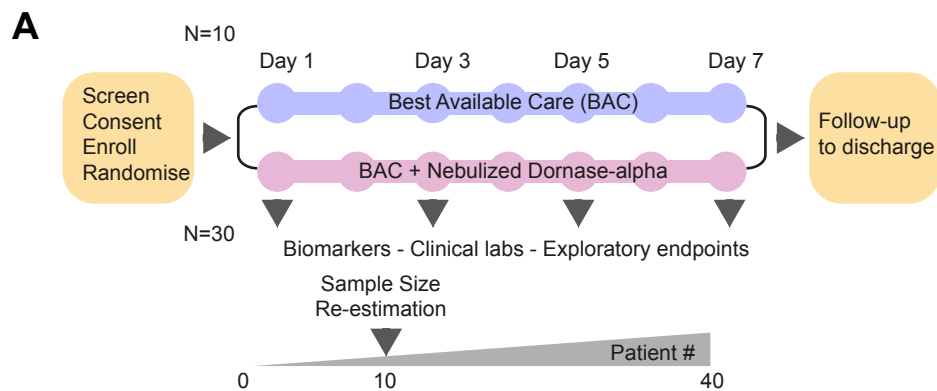 A
N=10
Day 1
Day 3
Day 5
Day 7
Screen
Consent
Enroll
Randomise
Best Available Care (BAC)
BAC + Nebulized Dornase-alpha
Follow-up
to discharge
N=30
Biomarkers - Clinical labs - Exploratory endpoints
Sample Size
Re-estimation
Patient #
0
10
40